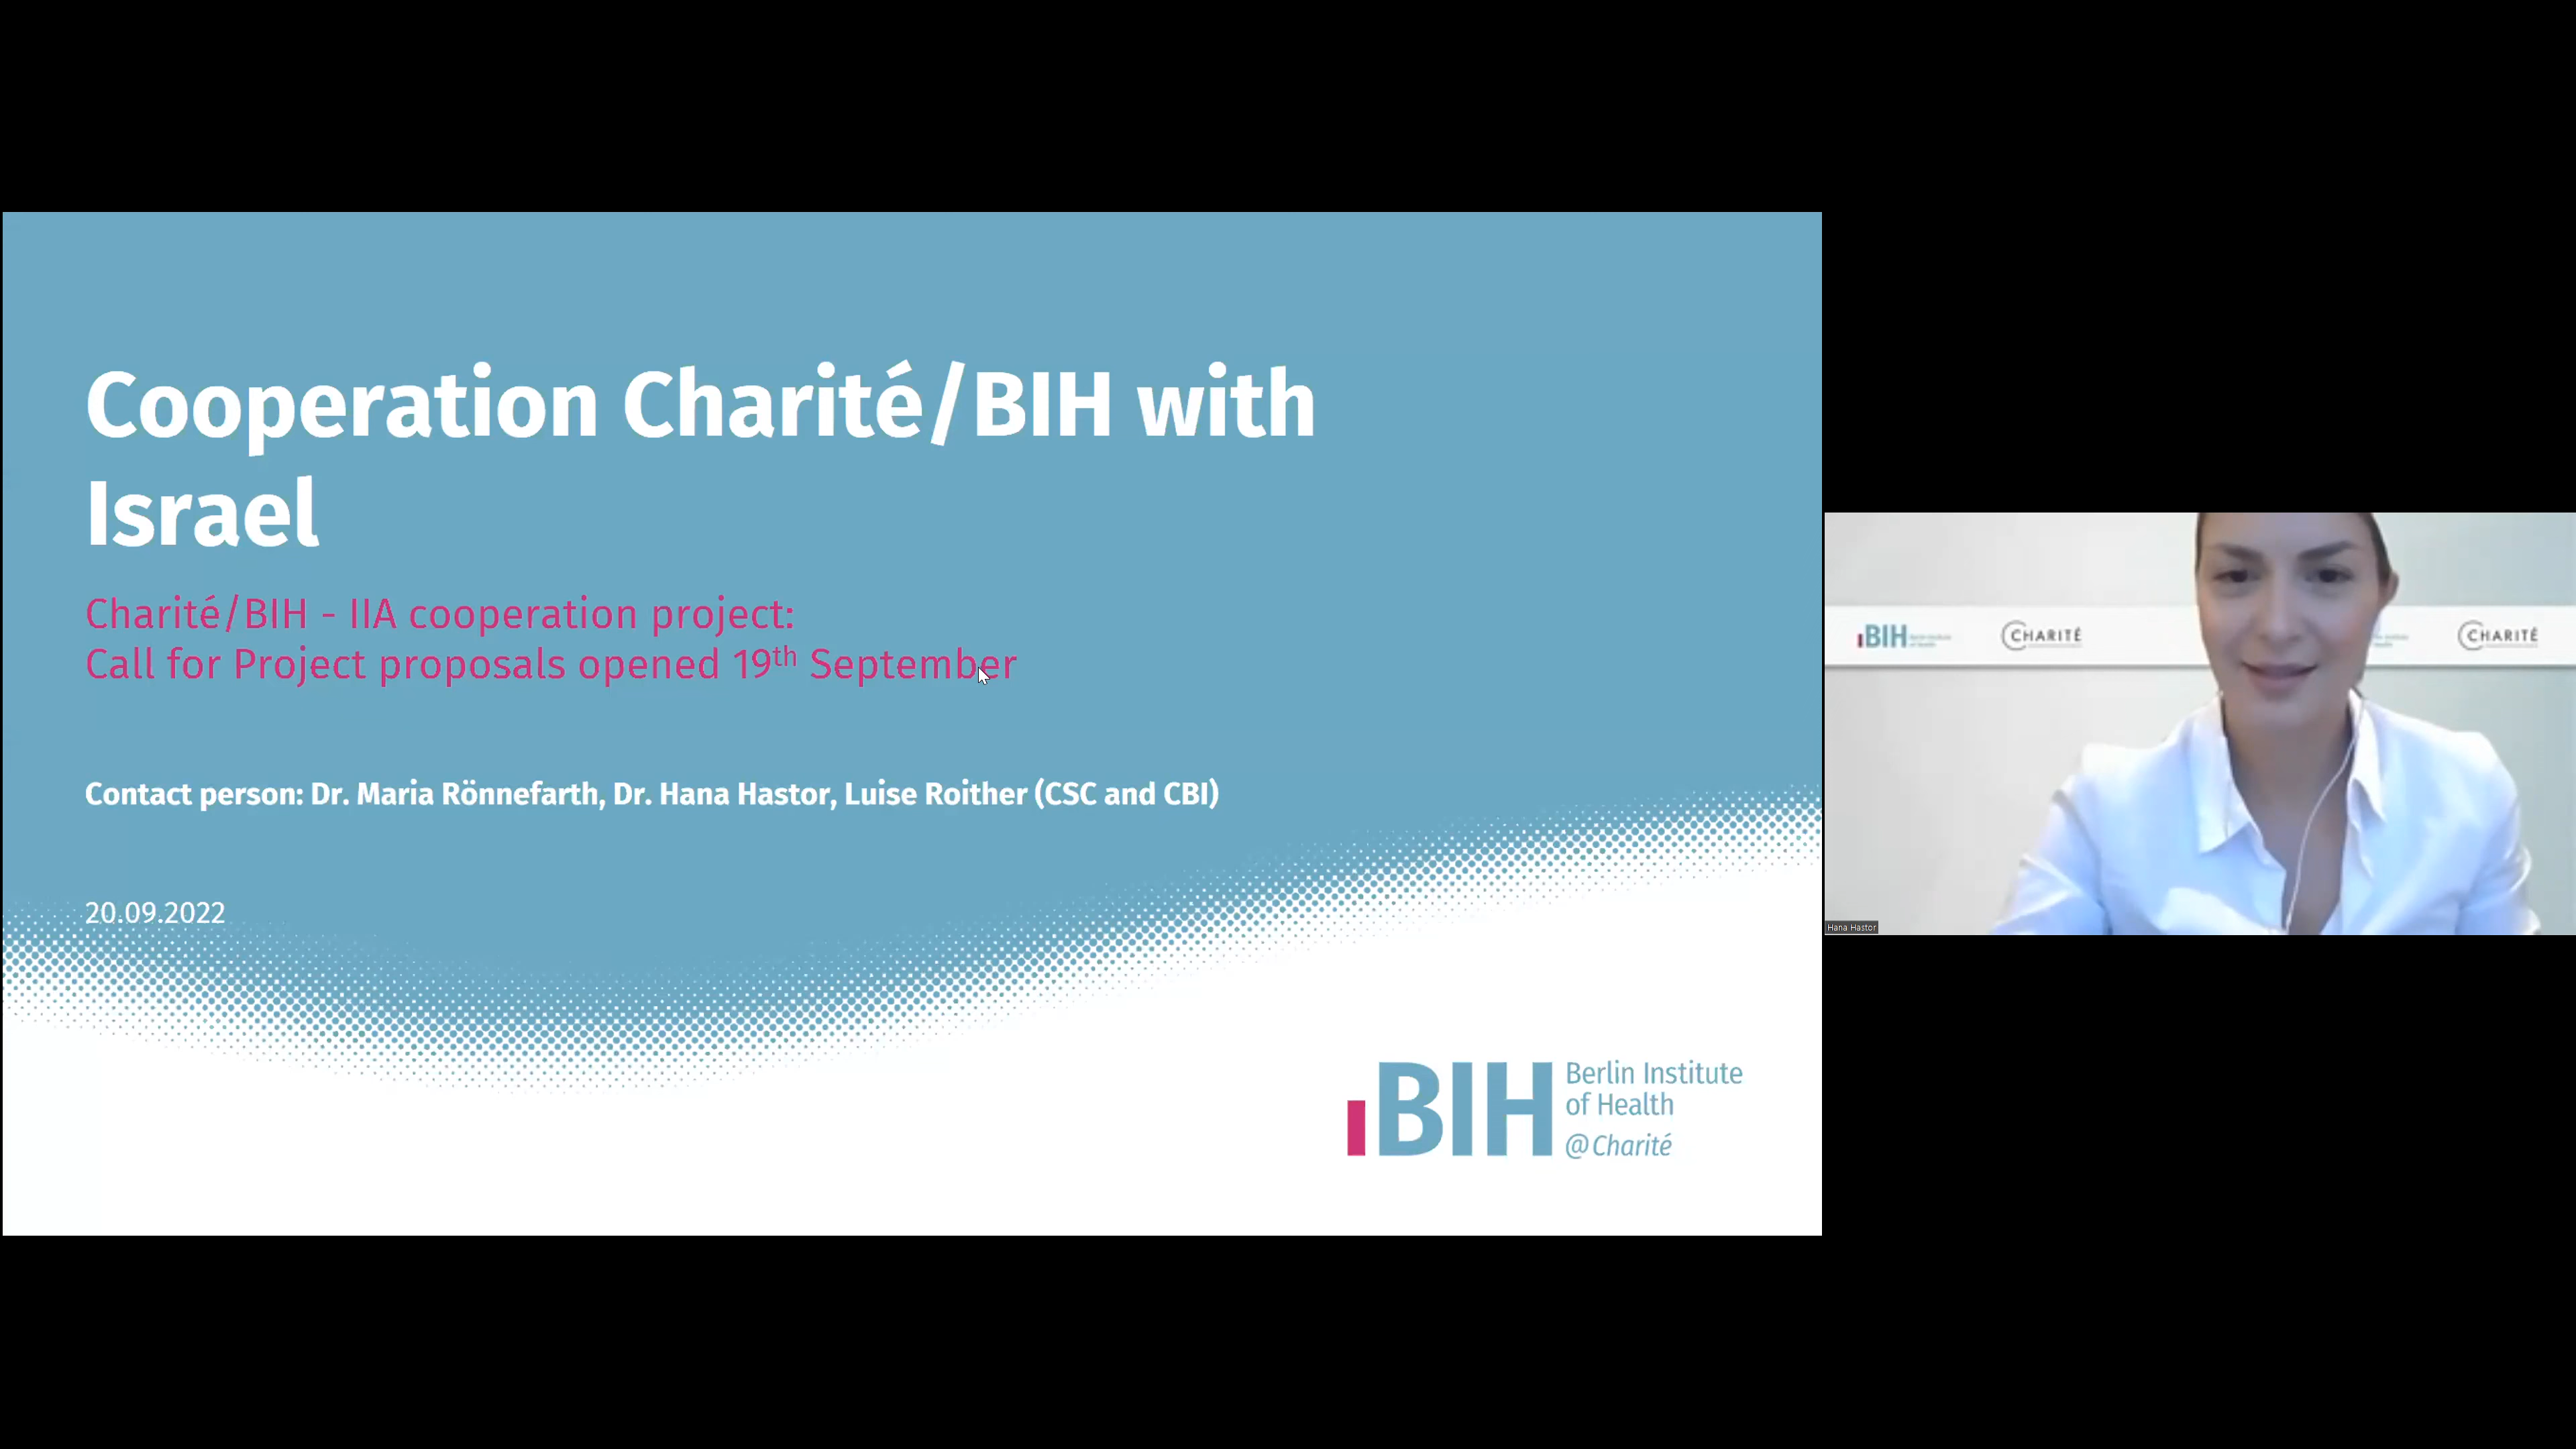 Cooperation Charité/BIH with
Israel
Charité/BIH - IIA cooperation project:
Call for Project proposals opened 19th September
Contact person: Dr. Maria Rönnefarth, Dr. Hana Hastor, Luise Roither (CSC and CBI)
20.09.2022
BIH
Berlin Institute
of Health
@Charité
BIH
CHARITÉ
CHARITÉ
Hana Hastor